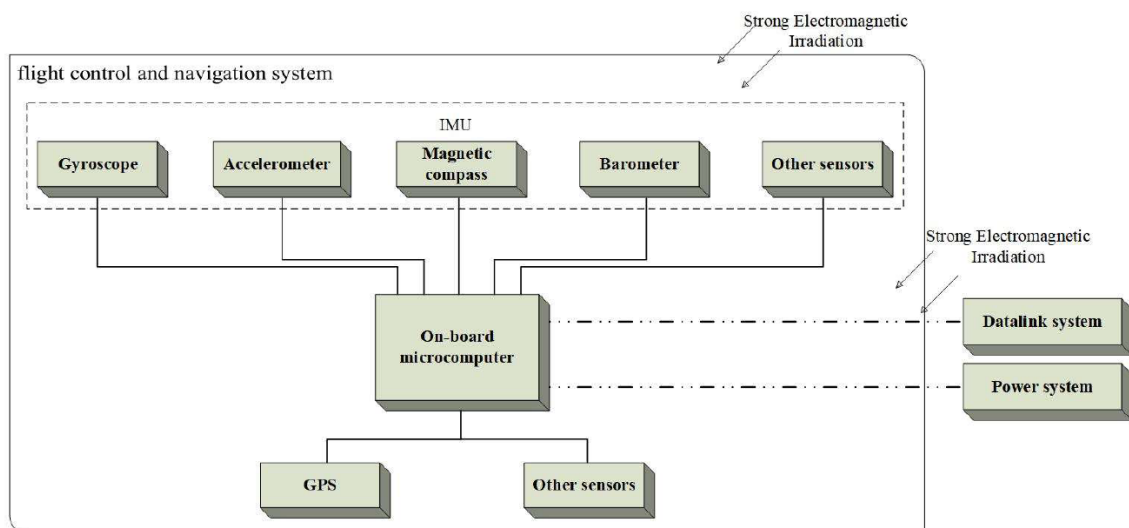 Strong Electromagnetic
Irradiation
flight control and navigation system
IMU
Gyroscope
Accelerometer
Magnetic
compass
Barometer
Other sensors
Strong Electromagnetic
Irradiation
On-board
microcomputer
Datalink system
Power system
GPS
Other sensors